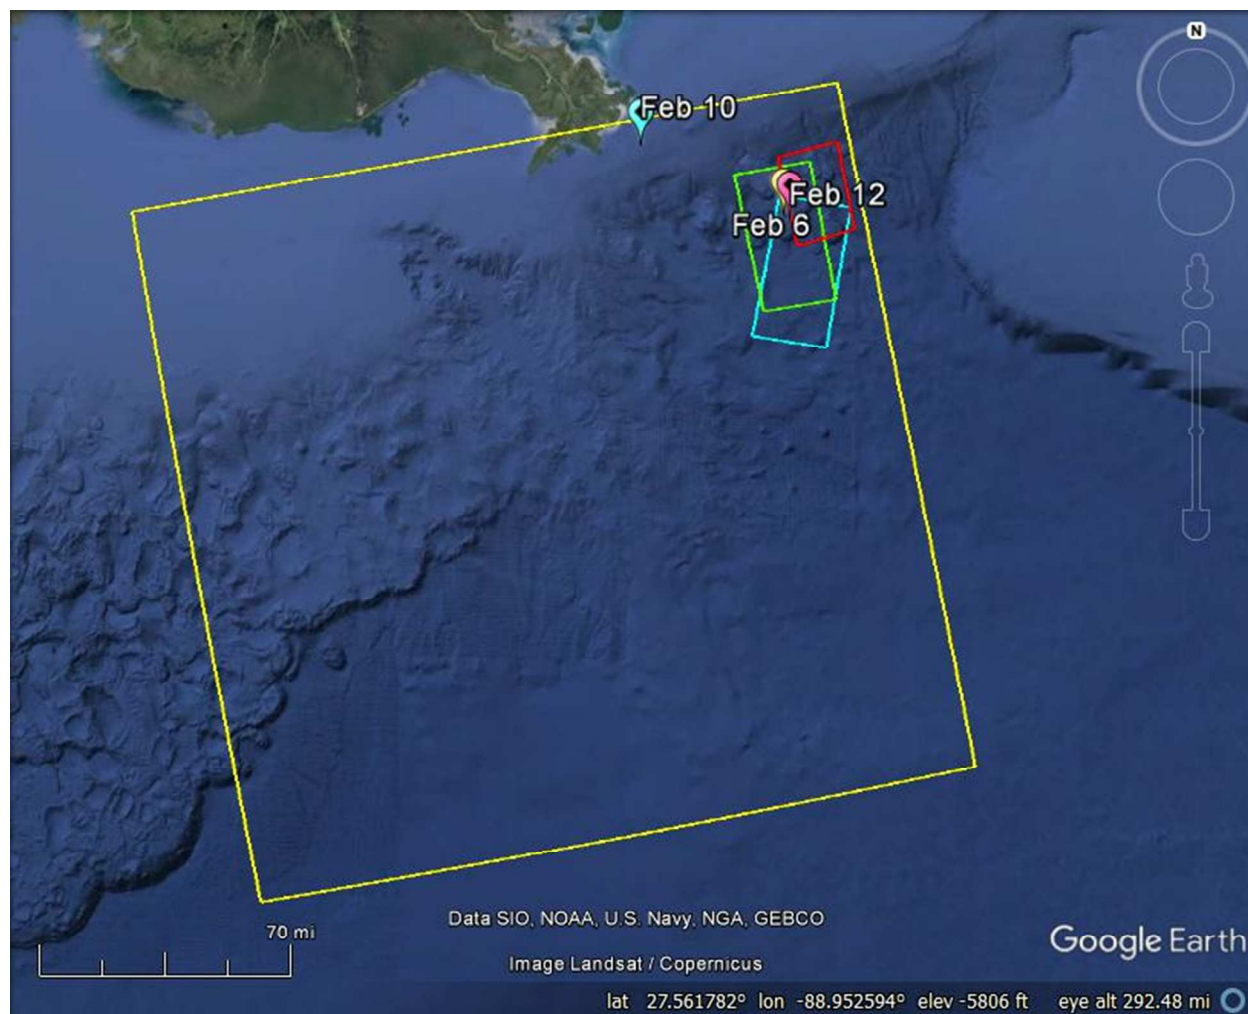 N
Feb 10
Feb 12
Feb 6
Data SIO, NOAA, U.S. Navy, NGA, GEBCO
70 mi
Google Earth
Image Landsat / Copernicus
lat 27.561782° lon -88.952594° elev -5806 ft eye alt 292.48 mi